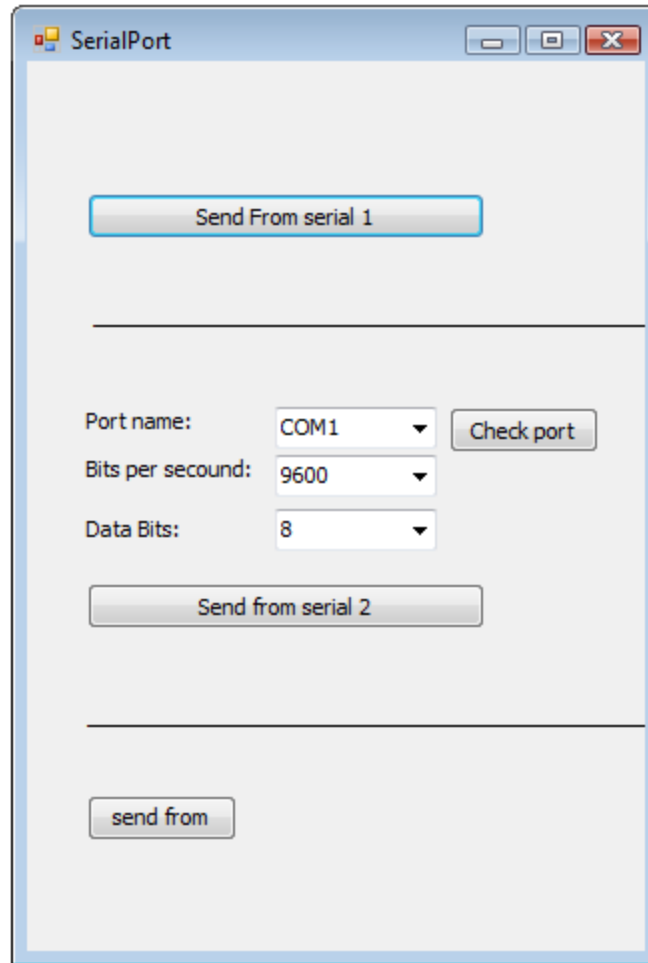 SerialPort
Send From serial 1
Port name: COM1 Check port
Bits per secound: 9600
Data Bits: 8
Send from serial 2
send from